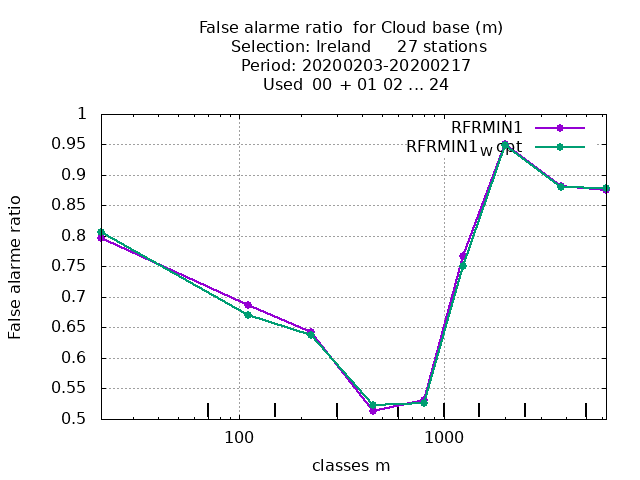 False alarme ratio  for Cloud base (m)
Selection: Ireland     27 stations
Period: 20200203-20200217
Used  00 + 01 02 ... 24
RFRMIN1
RFRMIN1_W opt
1
0.95
0.9
0.85
0.8
0.75
0.7
0.65
0.6
0.55
0.5
False alarme ratio
100 1000
classes m